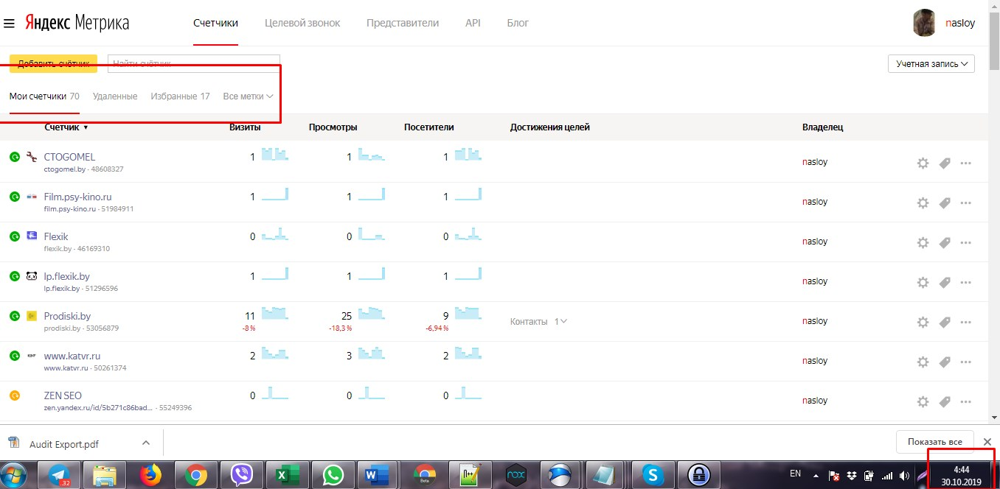 Яндекс Метрика Счетчики Целевой звонок Представители API Блог nasloy
Добавить счётчик Найти счётчик Учетная запись
Мои счетчики 70 Удаленные Избранные 17 Все метки
Счетчик ▼ Визиты Просмотры Посетители Достижения целей Владелец
CTOGOMEL 1 1 1 nasloy
ctogomel.by - 48608327
Film.psy-kino.ru 1 1 1 nasloy
film.psy-kino.ru - 51984911
Flexik 0 0 0 nasloy
flexik.by - 46169310
lp.flexik.by 1 1 1 nasloy
lp.flexik.by - 51296596
Prodiski.by 11 25 9 Контакты 1 nasloy
prodiski.by - 53056879 -8 % -18,3 % -6,94 %
www.katvr.ru 2 3 2 nasloy
www.katvr.ru - 50261374
ZEN SEO 0 0 0 nasloy
zen.yandex.ru/id/5b271c86bad... - 55249396
Audit Export.pdf Показать все
32 Beta EN 4:44
30.10.2019